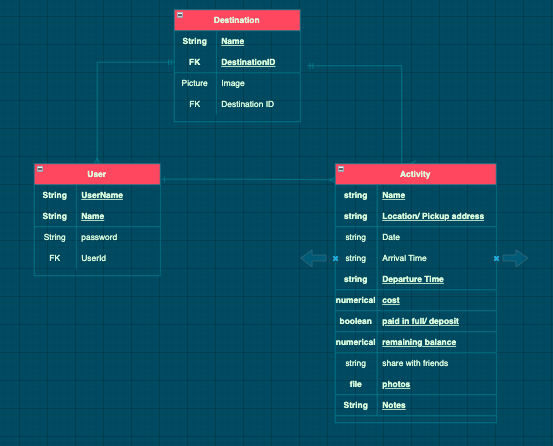 Destination
String Name
FK DestinationID
Picture Image
FK Destination ID
User
String UserName
String Name
String password
FK UserId
Activity
string Name
string Location/ Pickup address
string Date
string Arrival Time
string Departure Time
numerical cost
boolean paid in full/ deposit
numerical remaining balance
string share with friends
file photos
String Notes